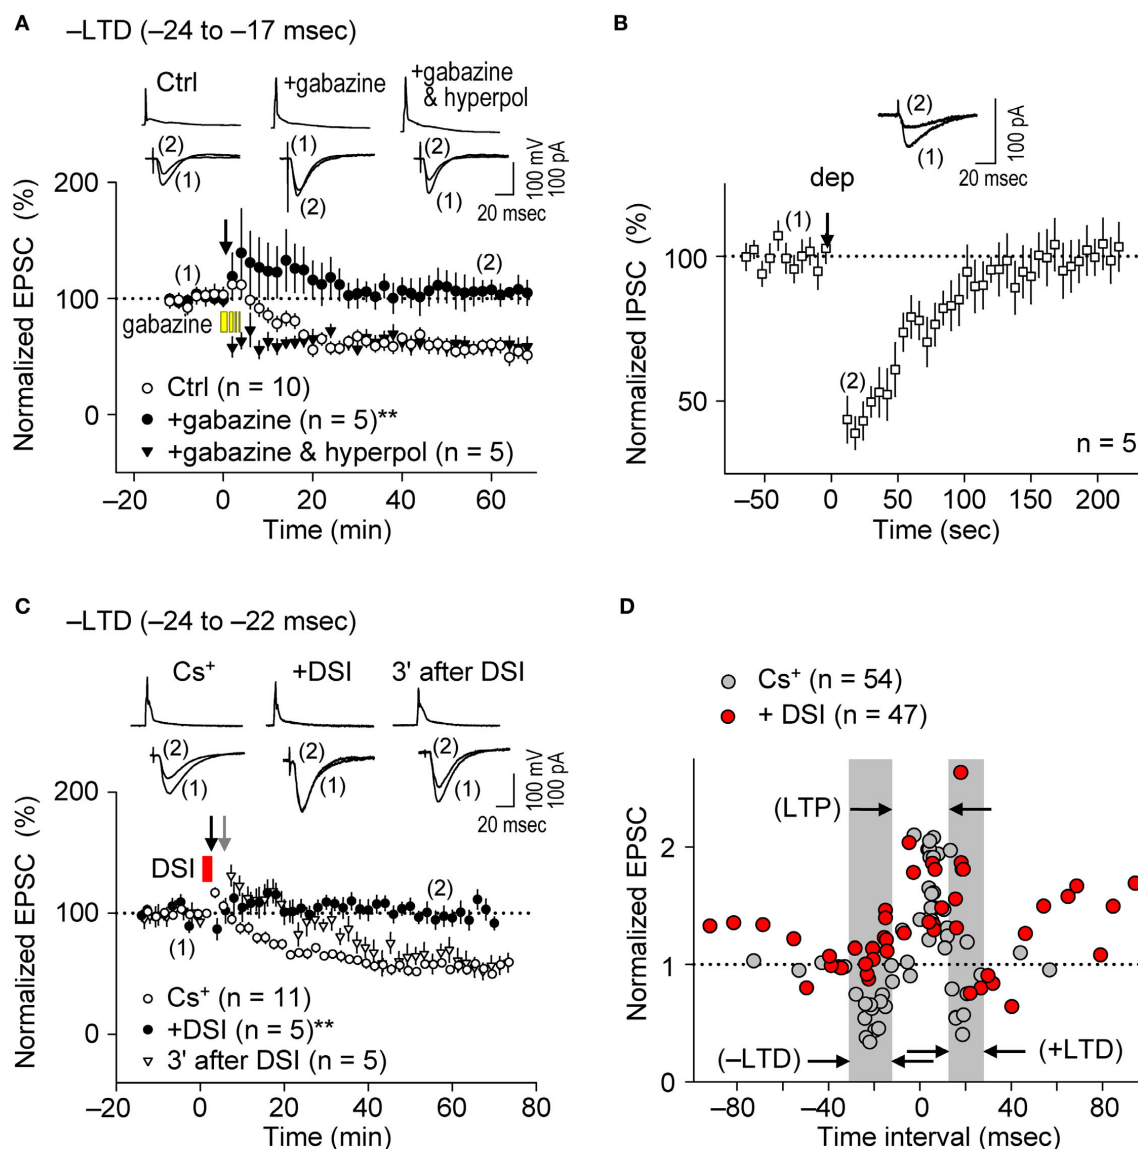 A
–LTD (–24 to –17 msec)
Ctrl
+gabazine
+gabazine
& hyperpol
(2)
(1)
(1)
(2)
(2)
(1)
100 mV
100 pA
20 msec
Normalized EPSC (%)
200
100
0
(1)
(2)
gabazine
Ctrl (n = 10)
+gabazine (n = 5)**
+gabazine & hyperpol (n = 5)
–20
0
20
40
60
Time (min)
B
(2)
(1)
100 pA
20 msec
dep
(1)
(2)
Normalized IPSC (%)
100
50
n = 5
–50
0
50
100
150
200
Time (sec)
C
–LTD (–24 to –22 msec)
Cs⁺
+DSI
3' after DSI
(2)
(1)
(2)
(1)
(2)
(1)
100 mV
100 pA
20 msec
Normalized EPSC (%)
200
100
0
DSI
(1)
(2)
Cs⁺ (n = 11)
+DSI (n = 5)**
3' after DSI (n = 5)
–20
0
20
40
60
80
Time (min)
D
Cs⁺ (n = 54)
+ DSI (n = 47)
Normalized EPSC
2
1
0
(LTP)
(–LTD)
(+LTD)
–80
–40
0
40
80
Time interval (msec)